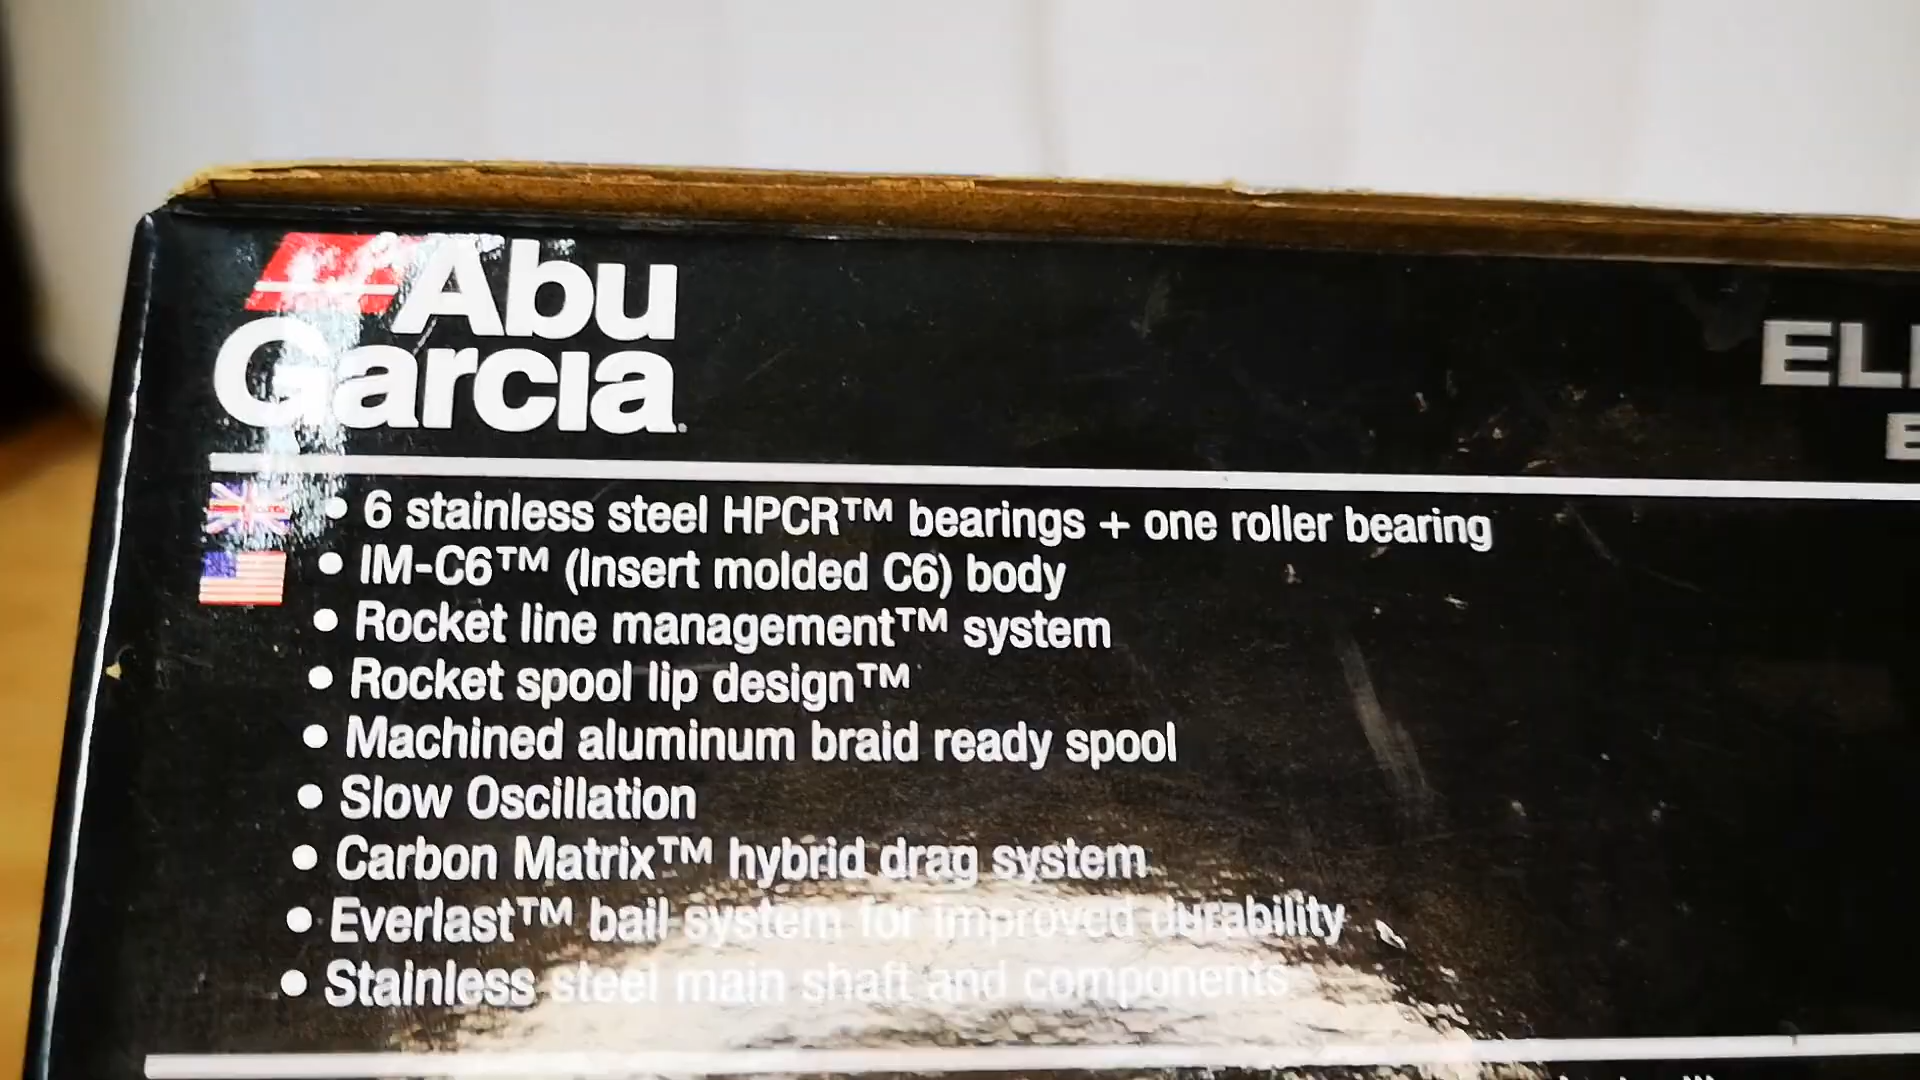 Abu
Garcia
• 6 stainless steel HPCR™ bearings + one roller bearing
• IM-C6™ (Insert molded C6) body
• Rocket line management™ system
• Rocket spool lip design™
• Machined aluminum braid ready spool
• Slow Oscillation
• Carbon Matrix™ hybrid drag system
• Everlast™ bail system for improved durability
• Stainless steel main shaft and components